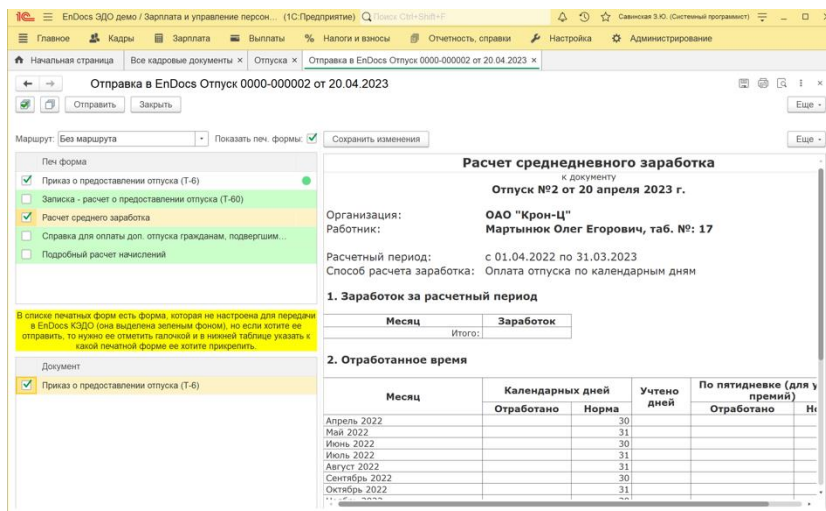 EnDocs ЭДО демо / Зарплата и управление персон... (1С:Предприятие) Поиск Ctrl+Shift+F Савинская З.Ю. (Системный программист)
Главное Кадры Зарплата Выплаты % Налоги и взносы Отчетность, справки Настройка Администрирование
Начальная страница Все кадровые документы × Отпуска × Отправка в EnDocs Отпуск 0000-000002 от 20.04.2023 ×
Отправка в EnDocs Отпуск 0000-000002 от 20.04.2023
Отправить Закрыть Еще
Маршрут: Без маршрута Показать печ. формы: Сохранить изменения Еще
Печ форма
Приказ о предоставлении отпуска (Т-6)
Записка - расчет о предоставлении отпуска (Т-60)
Расчет среднего заработка
Справка для оплаты доп. отпуска гражданам, подвергшим...
Подробный расчет начислений
В списке печатных форм есть форма, которая не настроена для передачи
в EnDocs КЭДО (она выделена зеленым фоном), но если хотите ее
отправить, то нужно ее отметить галочкой и в нижней таблице указать к
какой печатной форме ее хотите прикрепить.
Документ
Приказ о предоставлении отпуска (Т-6)
Расчет среднедневного заработка
к документу
Отпуск №2 от 20 апреля 2023 г.
Организация: ОАО "Крон-Ц"
Работник: Мартынюк Олег Егорович, таб. №: 17
Расчетный период: с 01.04.2022 по 31.03.2023
Способ расчета заработка: Оплата отпуска по календарным дням
1. Заработок за расчетный период
Месяц Заработок
Итого:
2. Отработанное время
Месяц Календарных дней Учтено дней По пятидневке (для у
премий)
Отработано Норма Отработано Но
Апрель 2022 30
Май 2022 31
Июнь 2022 30
Июль 2022 31
Август 2022 31
Сентябрь 2022 30
Октябрь 2022 31